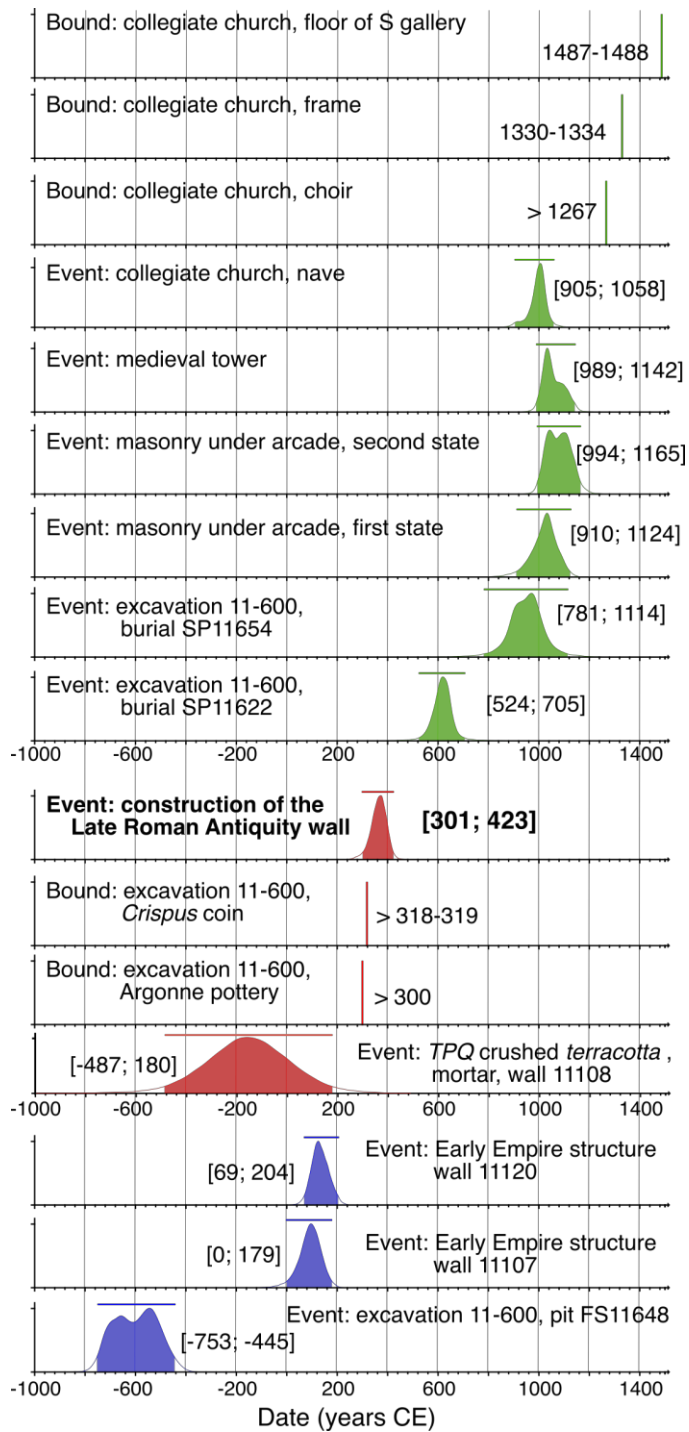 Bound: collegiate church, floor of S gallery
1487-1488
Bound: collegiate church, frame
1330-1334
Bound: collegiate church, choir
> 1267
Event: collegiate church, nave
[905; 1058]
Event: medieval tower
[989; 1142]
Event: masonry under arcade, second state
[994; 1165]
Event: masonry under arcade, first state
[910; 1124]
Event: excavation 11-600,
burial SP11654
[781; 1114]
Event: excavation 11-600,
burial SP11622
[524; 705]
-1000 -600 -200 200 600 1000 1400
Event: construction of the
Late Roman Antiquity wall
[301; 423]
Bound: excavation 11-600,
Crispus coin
> 318-319
Bound: excavation 11-600,
Argonne pottery
> 300
[-487; 180]
Event: TPQ crushed terracotta ,
mortar, wall 11108
-1000 -600 -200 200 600 1000 1400
Event: Early Empire structure
wall 11120
[69; 204]
Event: Early Empire structure
wall 11107
[0; 179]
Event: excavation 11-600, pit FS11648
[-753; -445]
-1000 -600 -200 200 600 1000 1400
Date (years CE)